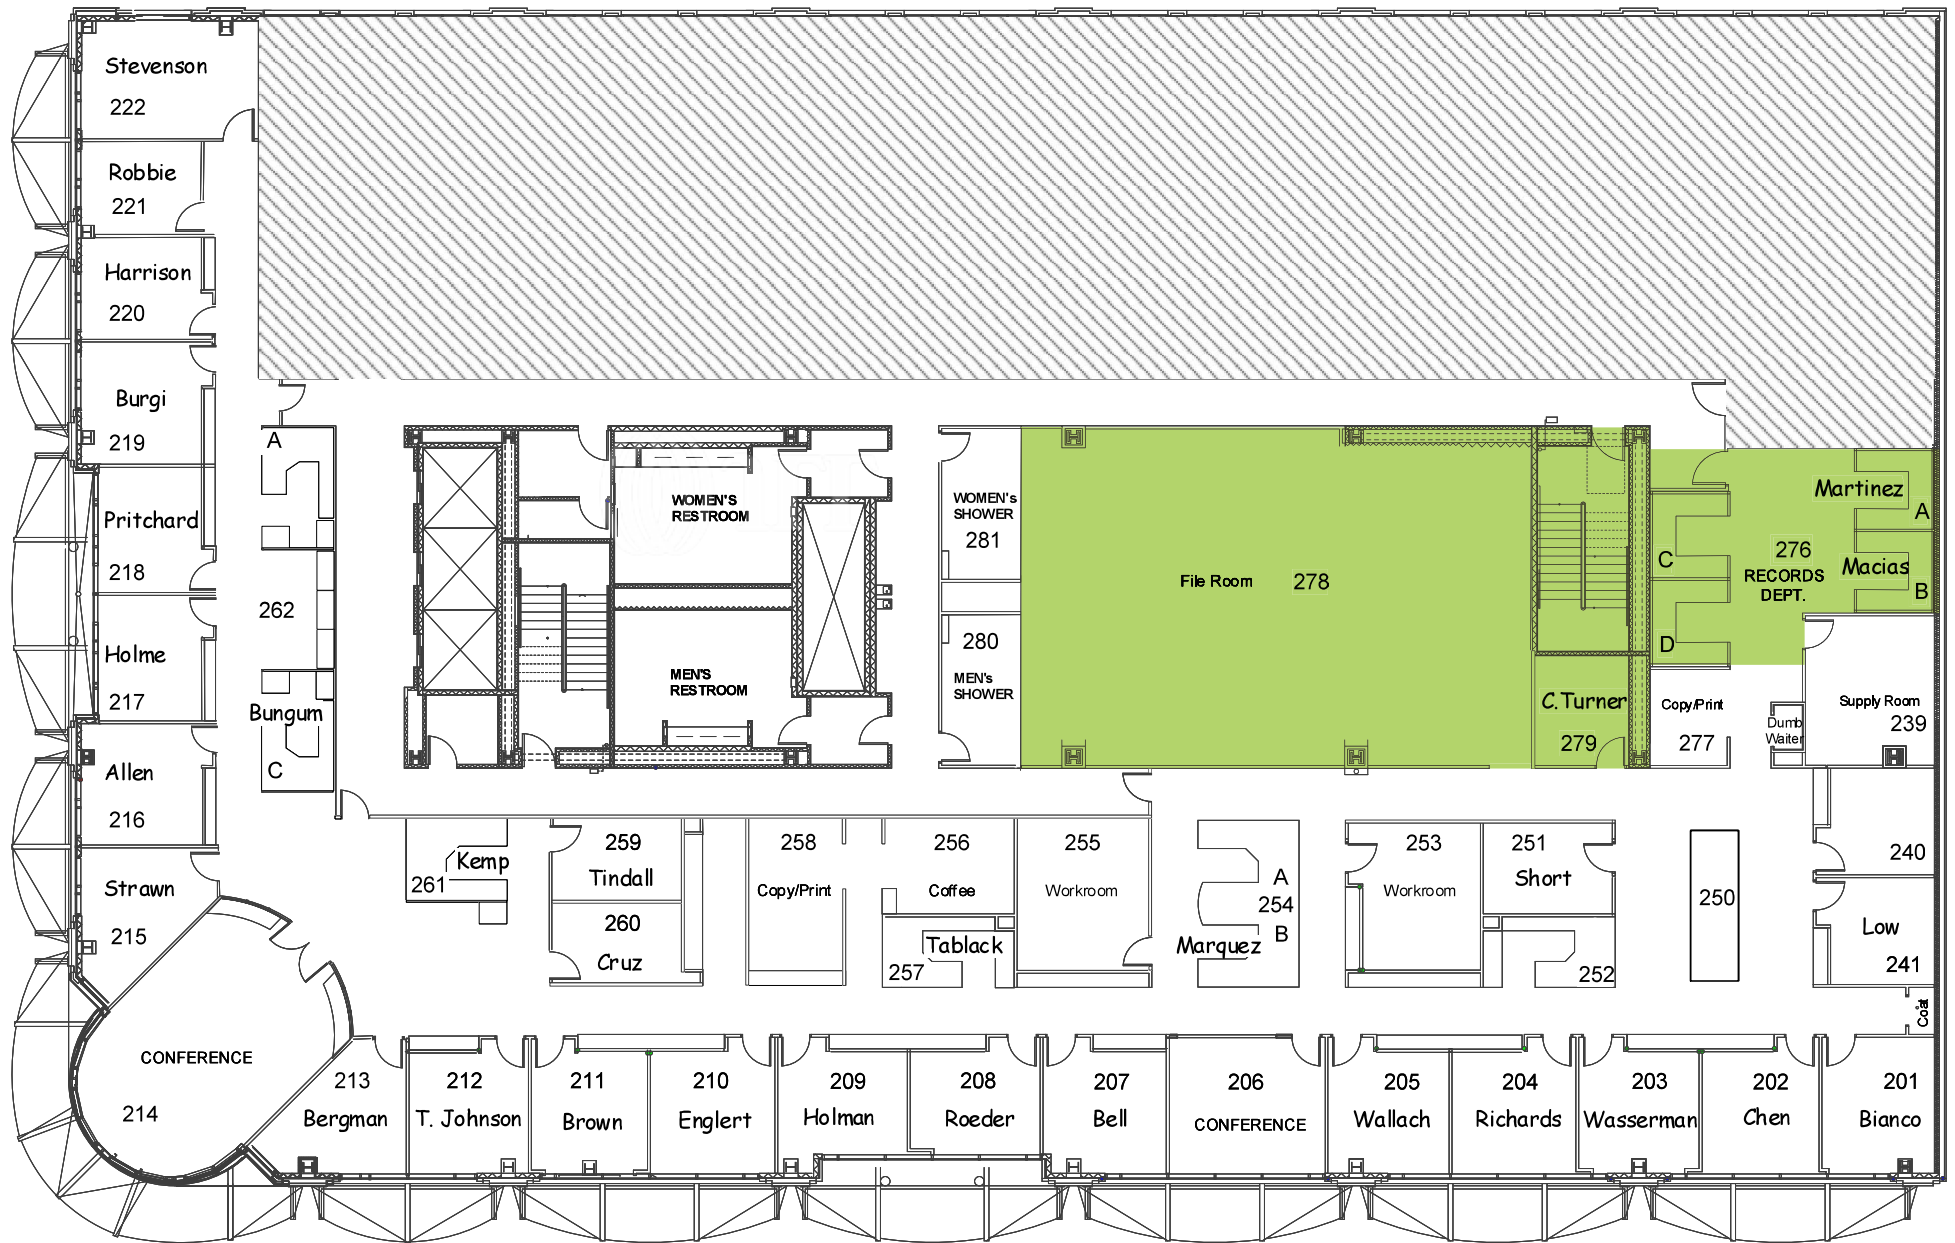 Stevenson
222
Robbie
221
Harrison
220
Burgi
219
Pritchard
218
Holme
217
Allen
216
Strawn
215
CONFERENCE
214
A
262
Bungum
C
WOMEN'S
RESTROOM
MEN'S
RESTROOM
WOMEN's
SHOWER
281
280
MEN's
SHOWER
File Room 278
C. Turner
279
C
D
276
RECORDS
DEPT.
Martinez
A
Macias
B
Copy/Print
277
Dumb
Waiter
Supply Room
239
Kemp
261
259
Tindall
260
Cruz
258
Copy/Print
256
Coffee
Tablack
257
255
Workroom
A
254
Marquez B
253
Workroom
251
Short
252
250
240
Low
241
Coat
213
Bergman
212
T. Johnson
211
Brown
210
Englert
209
Holman
208
Roeder
207
Bell
206
CONFERENCE
205
Wallach
204
Richards
203
Wasserman
202
Chen
201
Bianco